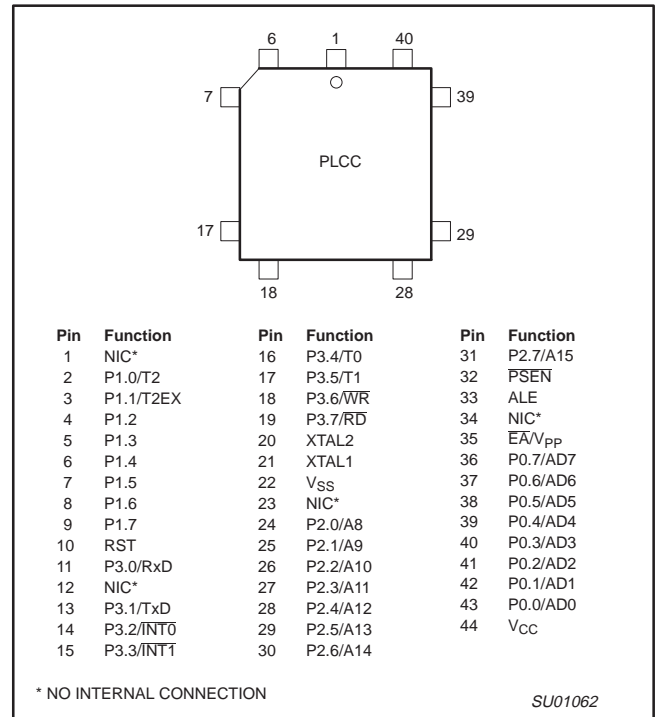 6 1 40
7 39
PLCC
17 29
18 28
Pin Function Pin Function Pin Function
1 NIC* 16 P3.4/T0 31 P2.7/A15
2 P1.0/T2 17 P3.5/T1 32 P̅S̅E̅N̅
3 P1.1/T2EX 18 P3.6/W̅R̅ 33 ALE
4 P1.2 19 P3.7/R̅D̅ 34 NIC*
5 P1.3 20 XTAL2 35 E̅A̅/VPP
6 P1.4 21 XTAL1 36 P0.7/AD7
7 P1.5 22 VSS 37 P0.6/AD6
8 P1.6 23 NIC* 38 P0.5/AD5
9 P1.7 24 P2.0/A8 39 P0.4/AD4
10 RST 25 P2.1/A9 40 P0.3/AD3
11 P3.0/RxD 26 P2.2/A10 41 P0.2/AD2
12 NIC* 27 P2.3/A11 42 P0.1/AD1
13 P3.1/TxD 28 P2.4/A12 43 P0.0/AD0
14 P3.2/I̅N̅T̅0̅ 29 P2.5/A13 44 VCC
15 P3.3/I̅N̅T̅1̅ 30 P2.6/A14
* NO INTERNAL CONNECTION
SU01062